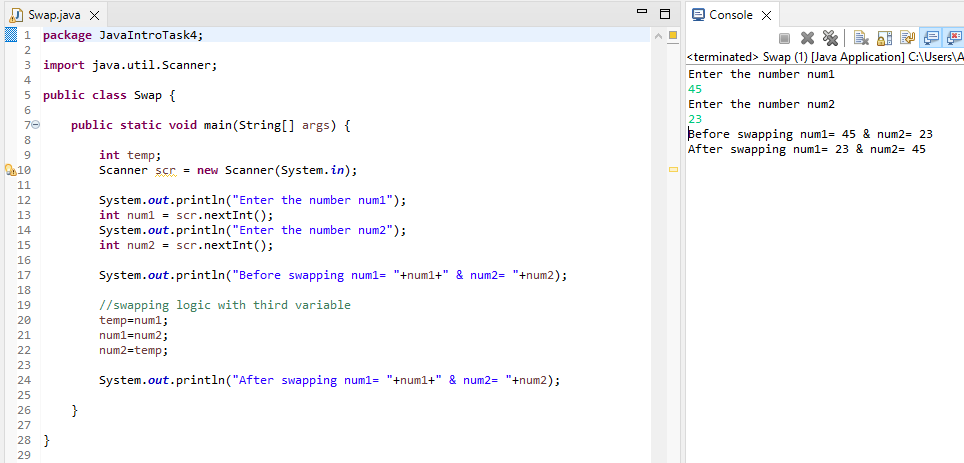 Swap.java
1 package JavaIntroTask4;
2
3 import java.util.Scanner;
4
5 public class Swap {
6
7 public static void main(String[] args) {
8
9 int temp;
10 Scanner scr = new Scanner(System.in);
11
12 System.out.println("Enter the number num1");
13 int num1 = scr.nextInt();
14 System.out.println("Enter the number num2");
15 int num2 = scr.nextInt();
16
17 System.out.println("Before swapping num1= "+num1+" & num2= "+num2);
18
19 //swapping logic with third variable
20 temp=num1;
21 num1=num2;
22 num2=temp;
23
24 System.out.println("After swapping num1= "+num1+" & num2= "+num2);
25
26 }
27
28 }
29
Console
<terminated> Swap (1) [Java Application] C:\Users\A
Enter the number num1
45
Enter the number num2
23
Before swapping num1= 45 & num2= 23
After swapping num1= 23 & num2= 45